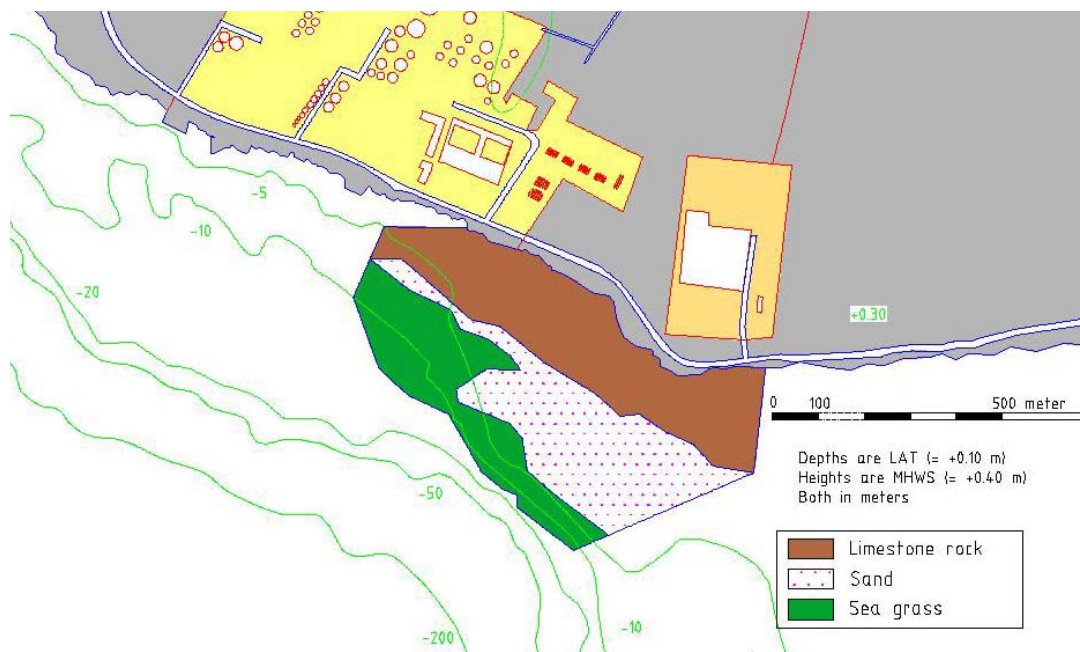 -5
-10
-20
+0.30
0 100 500 meter
Depths are LAT (= +0.10 m)
Heights are MHWS (= +0.40 m)
Both in meters
-50
Limestone rock
Sand
Sea grass
-200
-10